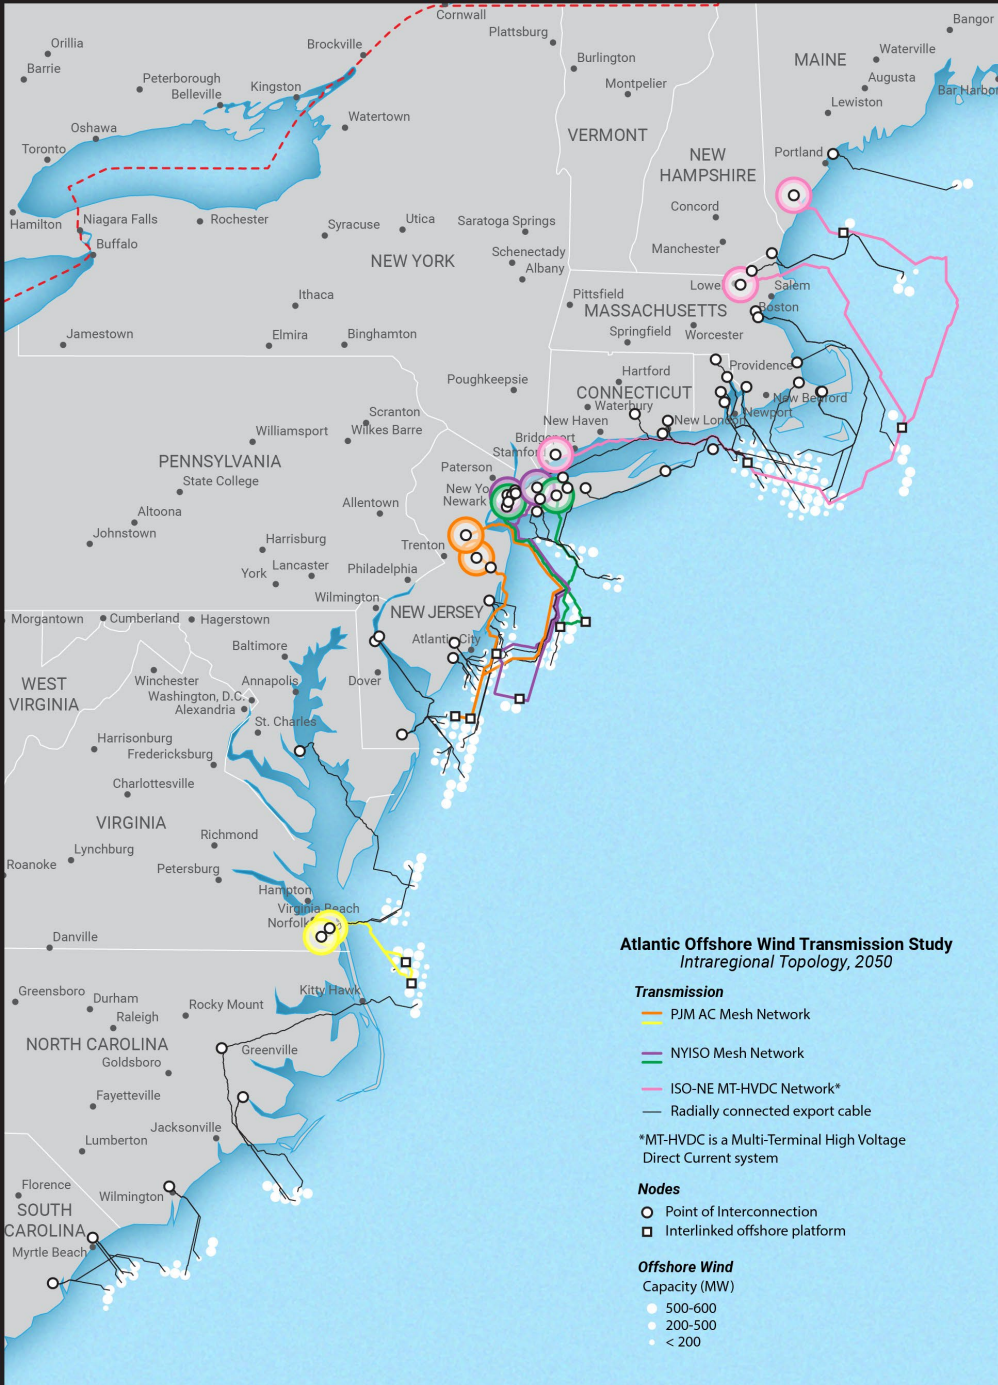 Cornwall
Bangor
Plattsburg
Orillia
Brockville
Waterville
Burlington
MAINE
Barrie
Peterborough
Augusta
Belleville
Kingston
Montpelier
Bar Harbor
Lewiston
Watertown
Oshawa
VERMONT
Toronto
Portland
NEW
HAMPSHIRE
Concord
Hamilton
Niagara Falls
Rochester
Syracuse
Utica
Saratoga Springs
Buffalo
Manchester
Schenectady
NEW YORK
Albany
Lowe
Salem
Ithaca
Pittsfield
MASSACHUSETTS
Boston
Jamestown
Elmira
Binghamton
Springfield
Worcester
Providence
Hartford
Poughkeepsie
CONNECTICUT
New Bedford
Waterbury
Scranton
Newport
New Haven
New London
Williamsport
Wilkes Barre
Bridgeport
Stamford
PENNSYLVANIA
Paterson
State College
New Yo
Newark
Allentown
Altoona
Johnstown
Harrisburg
Trenton
Lancaster
York
Philadelphia
Wilmington
NEW JERSEY
Morgantown
Cumberland
Hagerstown
Baltimore
Atlantic City
WEST
VIRGINIA
Winchester
Annapolis
Dover
Washington, D.C.
Alexandria
St. Charles
Harrisonburg
Fredericksburg
Charlottesville
VIRGINIA
Richmond
Lynchburg
Roanoke
Petersburg
Hampton
Virginia Beach
Norfolk
Danville
Greensboro
Durham
Rocky Mount
Kitty Hawk
Raleigh
NORTH CAROLINA
Greenville
Goldsboro
Fayetteville
Jacksonville
Lumberton
Florence
Wilmington
SOUTH
CAROLINA
Myrtle Beach
Atlantic Offshore Wind Transmission Study
Intraregional Topology, 2050
Transmission
PJM AC Mesh Network
NYISO Mesh Network
ISO-NE MT-HVDC Network*
Radially connected export cable
*MT-HVDC is a Multi-Terminal High Voltage
Direct Current system
Nodes
Point of Interconnection
Interlinked offshore platform
Offshore Wind
Capacity (MW)
500-600
200-500
< 200